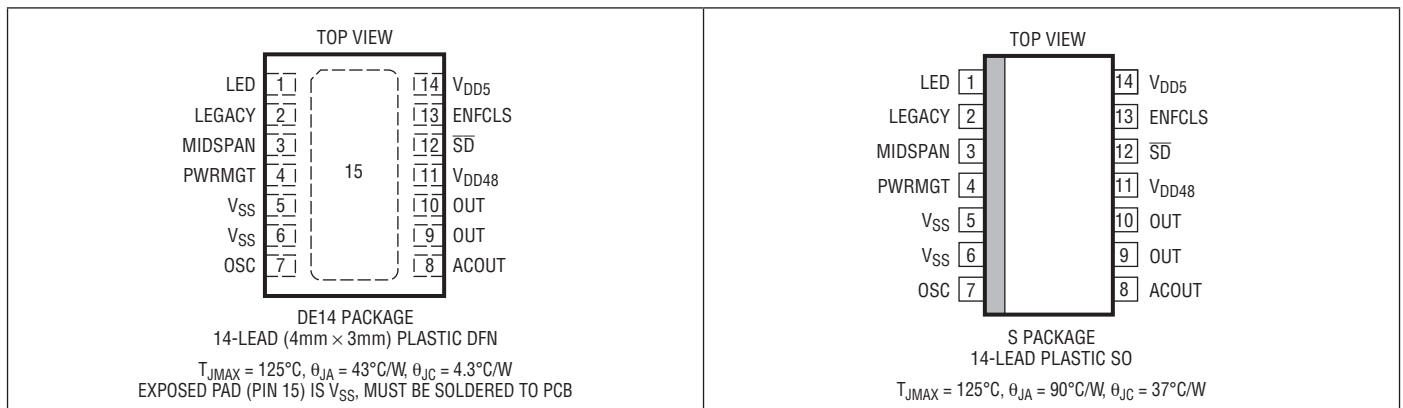 TOP VIEW
LED 1
LEGACY 2
MIDSPAN 3
PWRMGT 4
VSS 5
VSS 6
OSC 7
15
14 VDD5
13 ENFCLS
12 S̅D̅
11 VDD48
10 OUT
9 OUT
8 ACOUT
DE14 PACKAGE
14-LEAD (4mm × 3mm) PLASTIC DFN
TJMAX = 125°C, θJA = 43°C/W, θJC = 4.3°C/W
EXPOSED PAD (PIN 15) IS VSS, MUST BE SOLDERED TO PCB
TOP VIEW
LED 1
LEGACY 2
MIDSPAN 3
PWRMGT 4
VSS 5
VSS 6
OSC 7
14 VDD5
13 ENFCLS
12 S̅D̅
11 VDD48
10 OUT
9 OUT
8 ACOUT
S PACKAGE
14-LEAD PLASTIC SO
TJMAX = 125°C, θJA = 90°C/W, θJC = 37°C/W